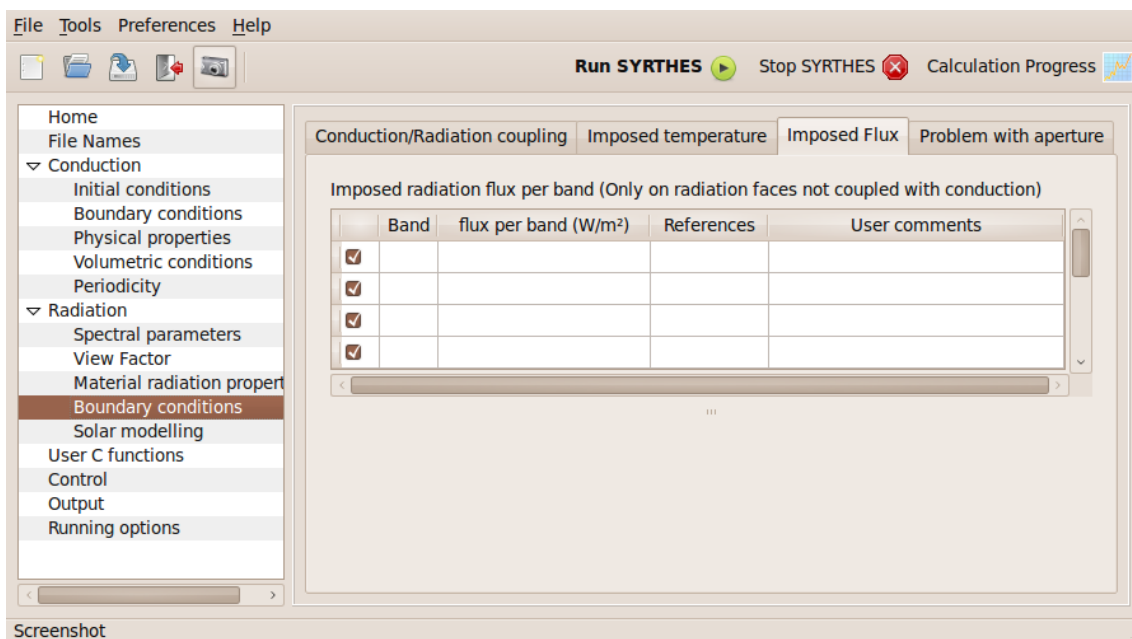 File Tools Preferences Help
Run SYRTHES Stop SYRTHES Calculation Progress
Home
File Names
Conduction
Initial conditions
Boundary conditions
Physical properties
Volumetric conditions
Periodicity
Radiation
Spectral parameters
View Factor
Material radiation propert
Boundary conditions
Solar modelling
User C functions
Control
Output
Running options
Conduction/Radiation coupling Imposed temperature Imposed Flux Problem with aperture
Imposed radiation flux per band (Only on radiation faces not coupled with conduction)
Band flux per band (W/m²) References User comments
Screenshot